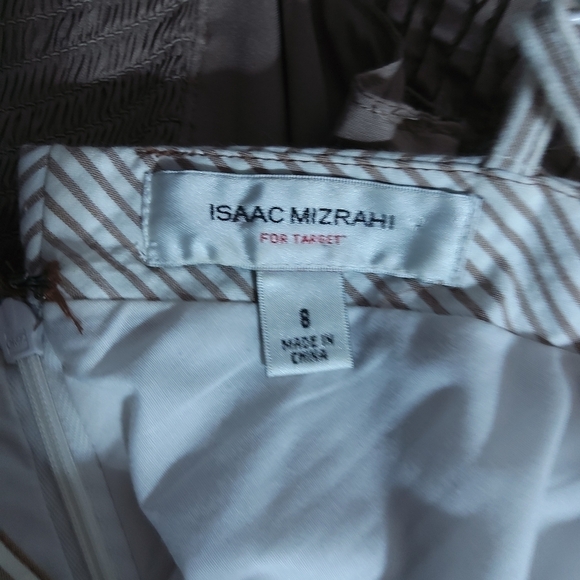 ISAAC MIZRAHI
FOR TARGET
8
MADE IN
CHINA